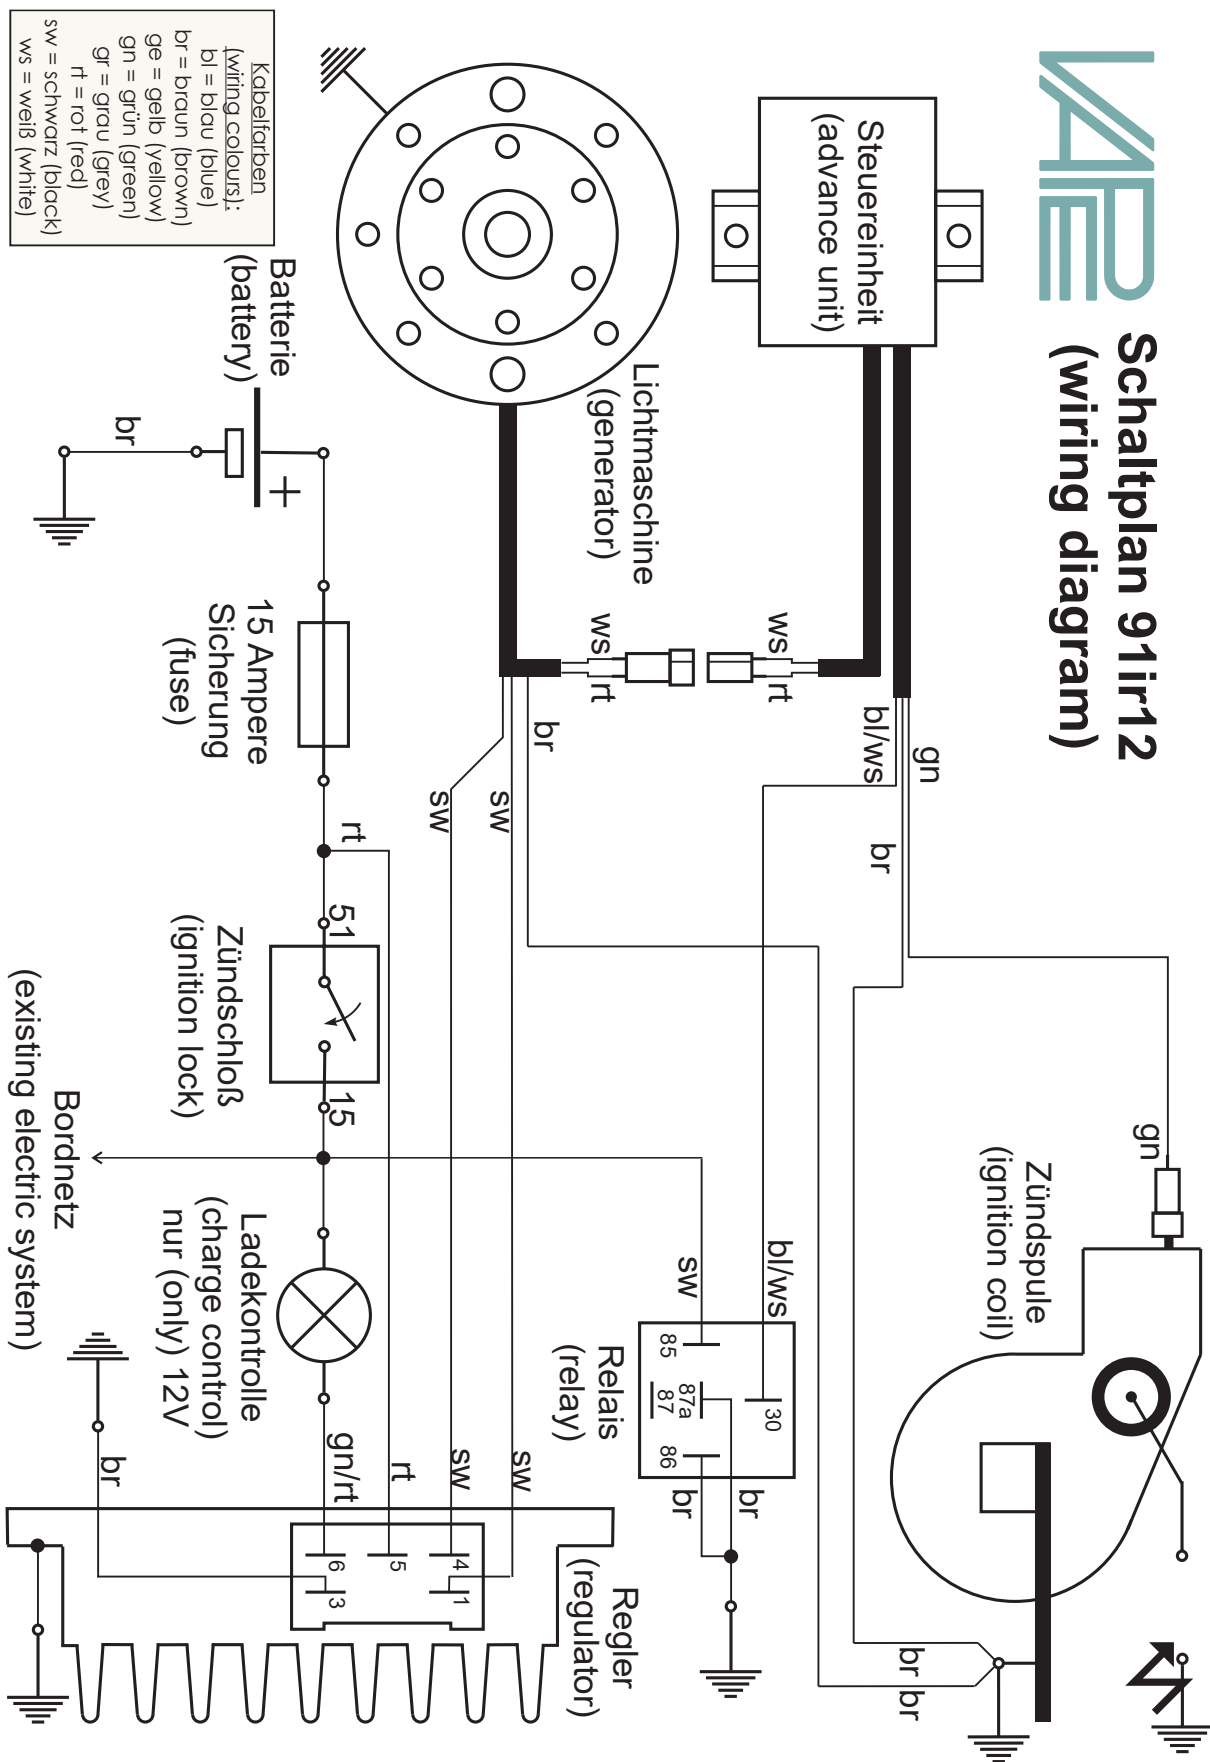 VAPE
Schaltplan 91ir12
(wiring diagram)
Steuereinheit
(advance unit)
Lichtmaschine
(generator)
ws
rt
ws
rt
gn
bl/ws
br
br
sw
sw
gn
Zündspule
(ignition coil)
br
br
bl/ws
sw
30
85
87a
87
86
br
br
Relais
(relay)
Kabelfarben
(wiring colours):
bl = blau (blue)
br = braun (brown)
ge = gelb (yellow)
gn = grün (green)
gr = grau (grey)
rt = rot (red)
sw = schwarz (black)
ws = weiß (white)
Batterie
(battery)
+
br
15 Ampere
Sicherung
(fuse)
rt
51
15
Zündschloß
(ignition lock)
Bordnetz
(existing electric system)
Ladekontrolle
(charge control)
nur (only) 12V
sw
sw
rt
gn/rt
br
1
4
5
6
3
Regler
(regulator)